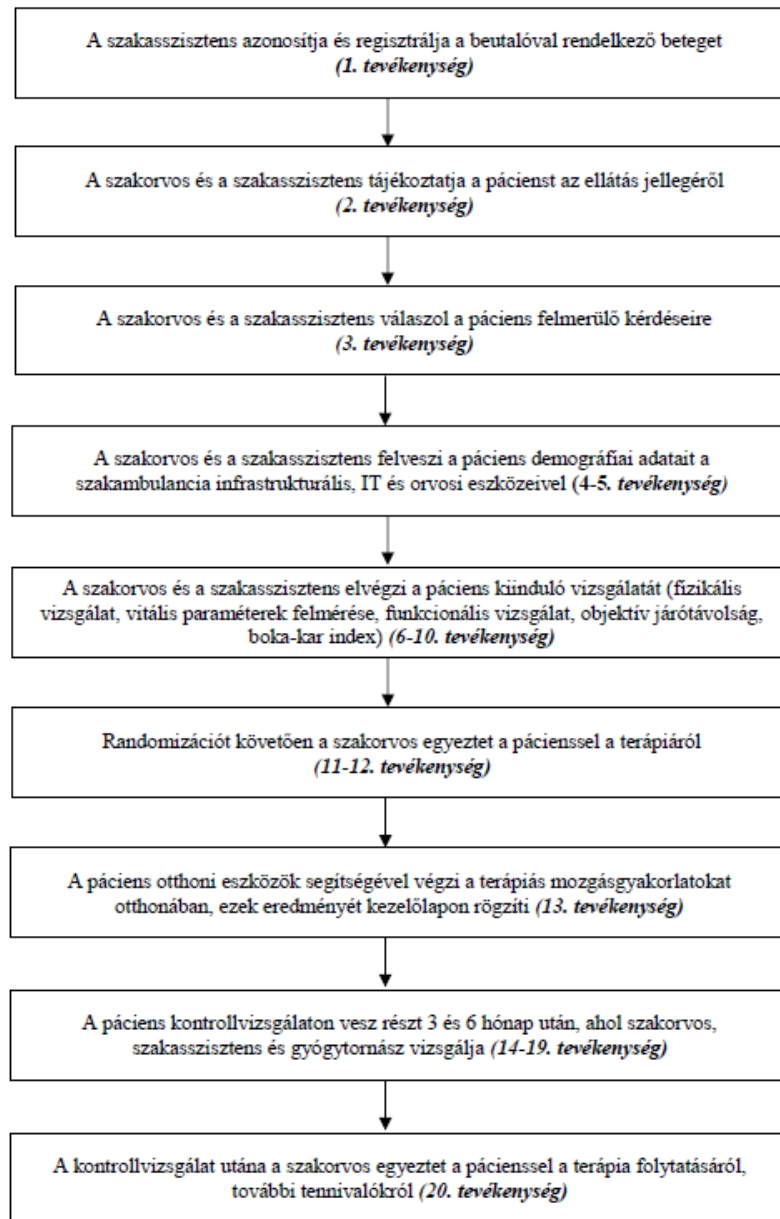 A szakasszisztens azonosítja és regisztrálja a beutalóval rendelkező beteget
(1. tevékenység)
A szakorvos és a szakasszisztens tájékoztatja a pácienst az ellátás jellegéről
(2. tevékenység)
A szakorvos és a szakasszisztens válaszol a páciens felmerülő kérdéseire
(3. tevékenység)
A szakorvos és a szakasszisztens felveszi a páciens demográfiai adatait a
szakambulancia infrastrukturális, IT és orvosi eszközeivel (4-5. tevékenység)
A szakorvos és a szakasszisztens elvégzi a páciens kiinduló vizsgálatát (fizikális
vizsgálat, vitális paraméterek felmérése, funkcionális vizsgálat, objektív járótávolság,
boka-kar index) (6-10. tevékenység)
Randomizációt követően a szakorvos egyeztet a pácienssel a terápiáról
(11-12. tevékenység)
A páciens otthoni eszközök segítségével végzi a terápiás mozgásgyakorlatokat
otthonában, ezek eredményét kezelőlapon rögzíti (13. tevékenység)
A páciens kontrollvizsgálaton vesz részt 3 és 6 hónap után, ahol szakorvos,
szakasszisztens és gyógytornász vizsgálja (14-19. tevékenység)
A kontrollvizsgálat utána a szakorvos egyeztet a pácienssel a terápia folytatásáról,
további tennivalókról (20. tevékenység)